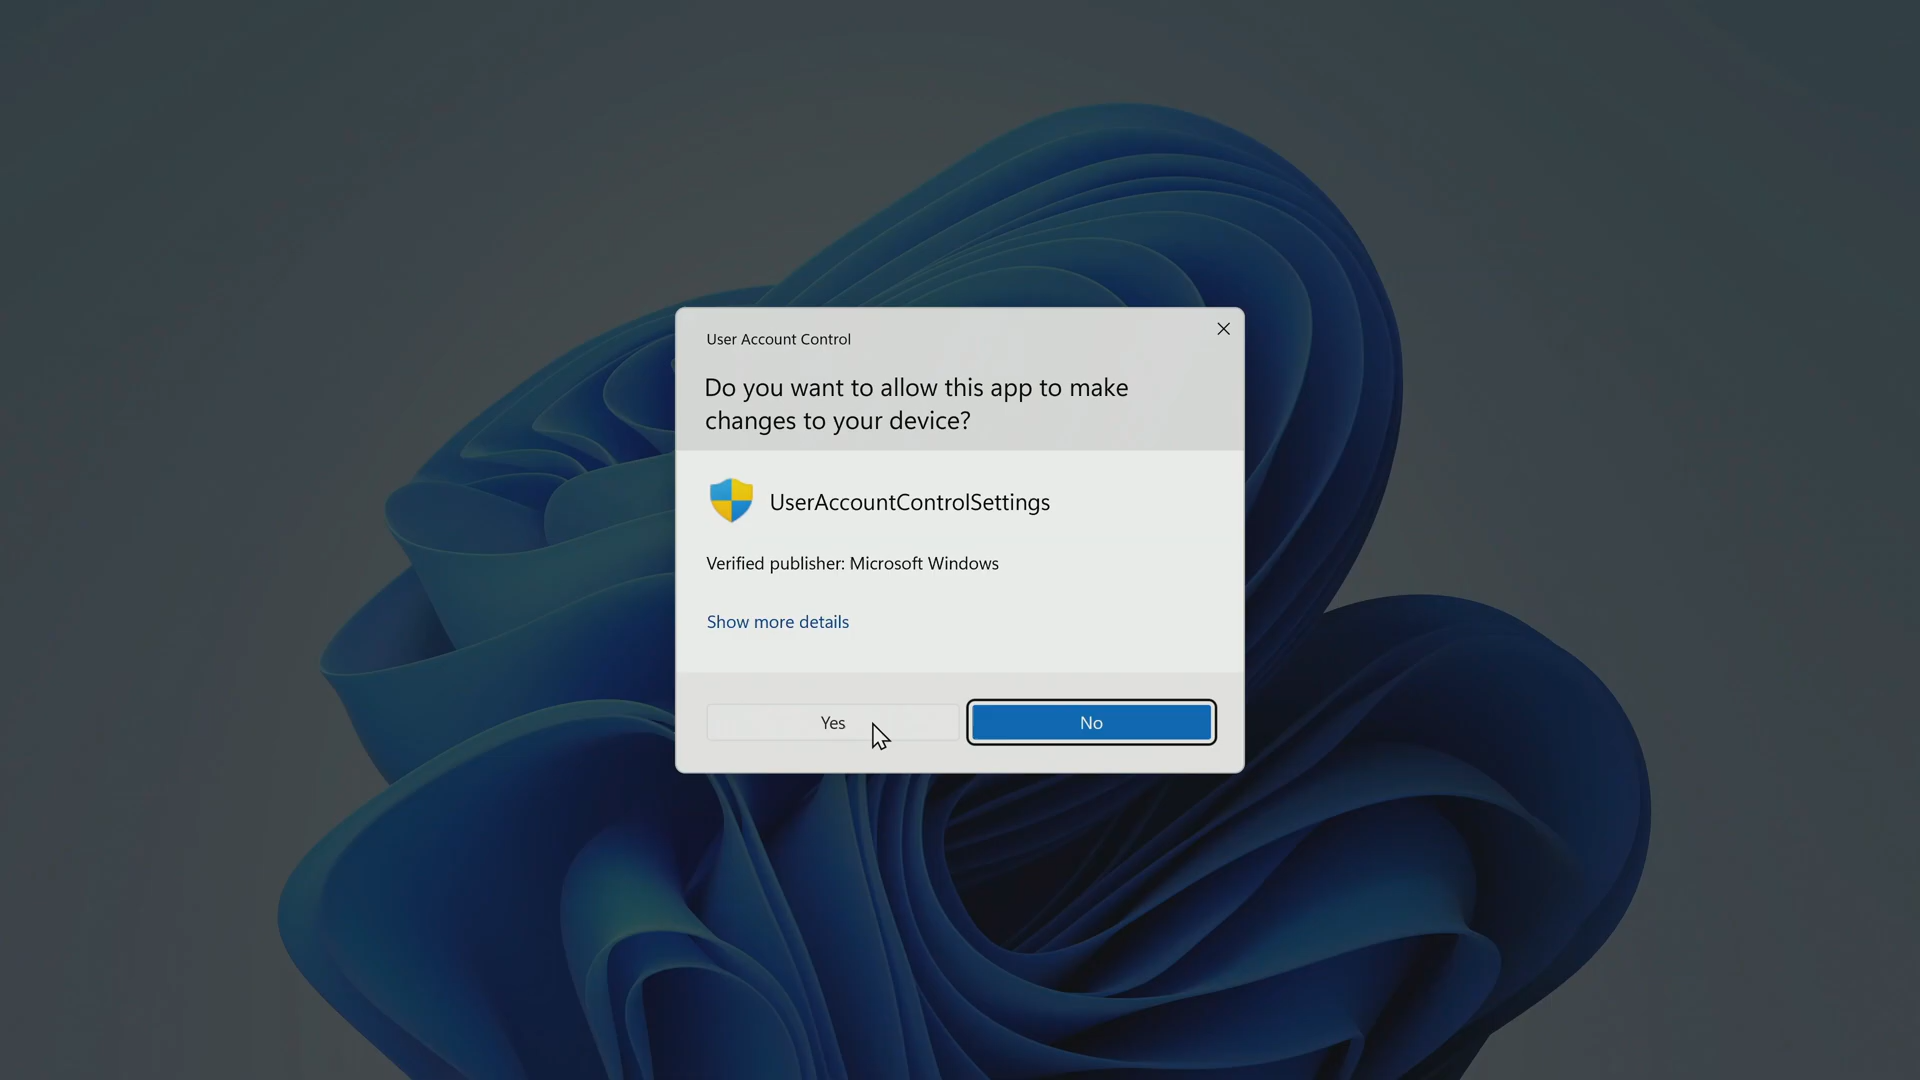 User Account Control
Do you want to allow this app to make
changes to your device?
UserAccountControlSettings
Verified publisher: Microsoft Windows
Show more details
Yes
No